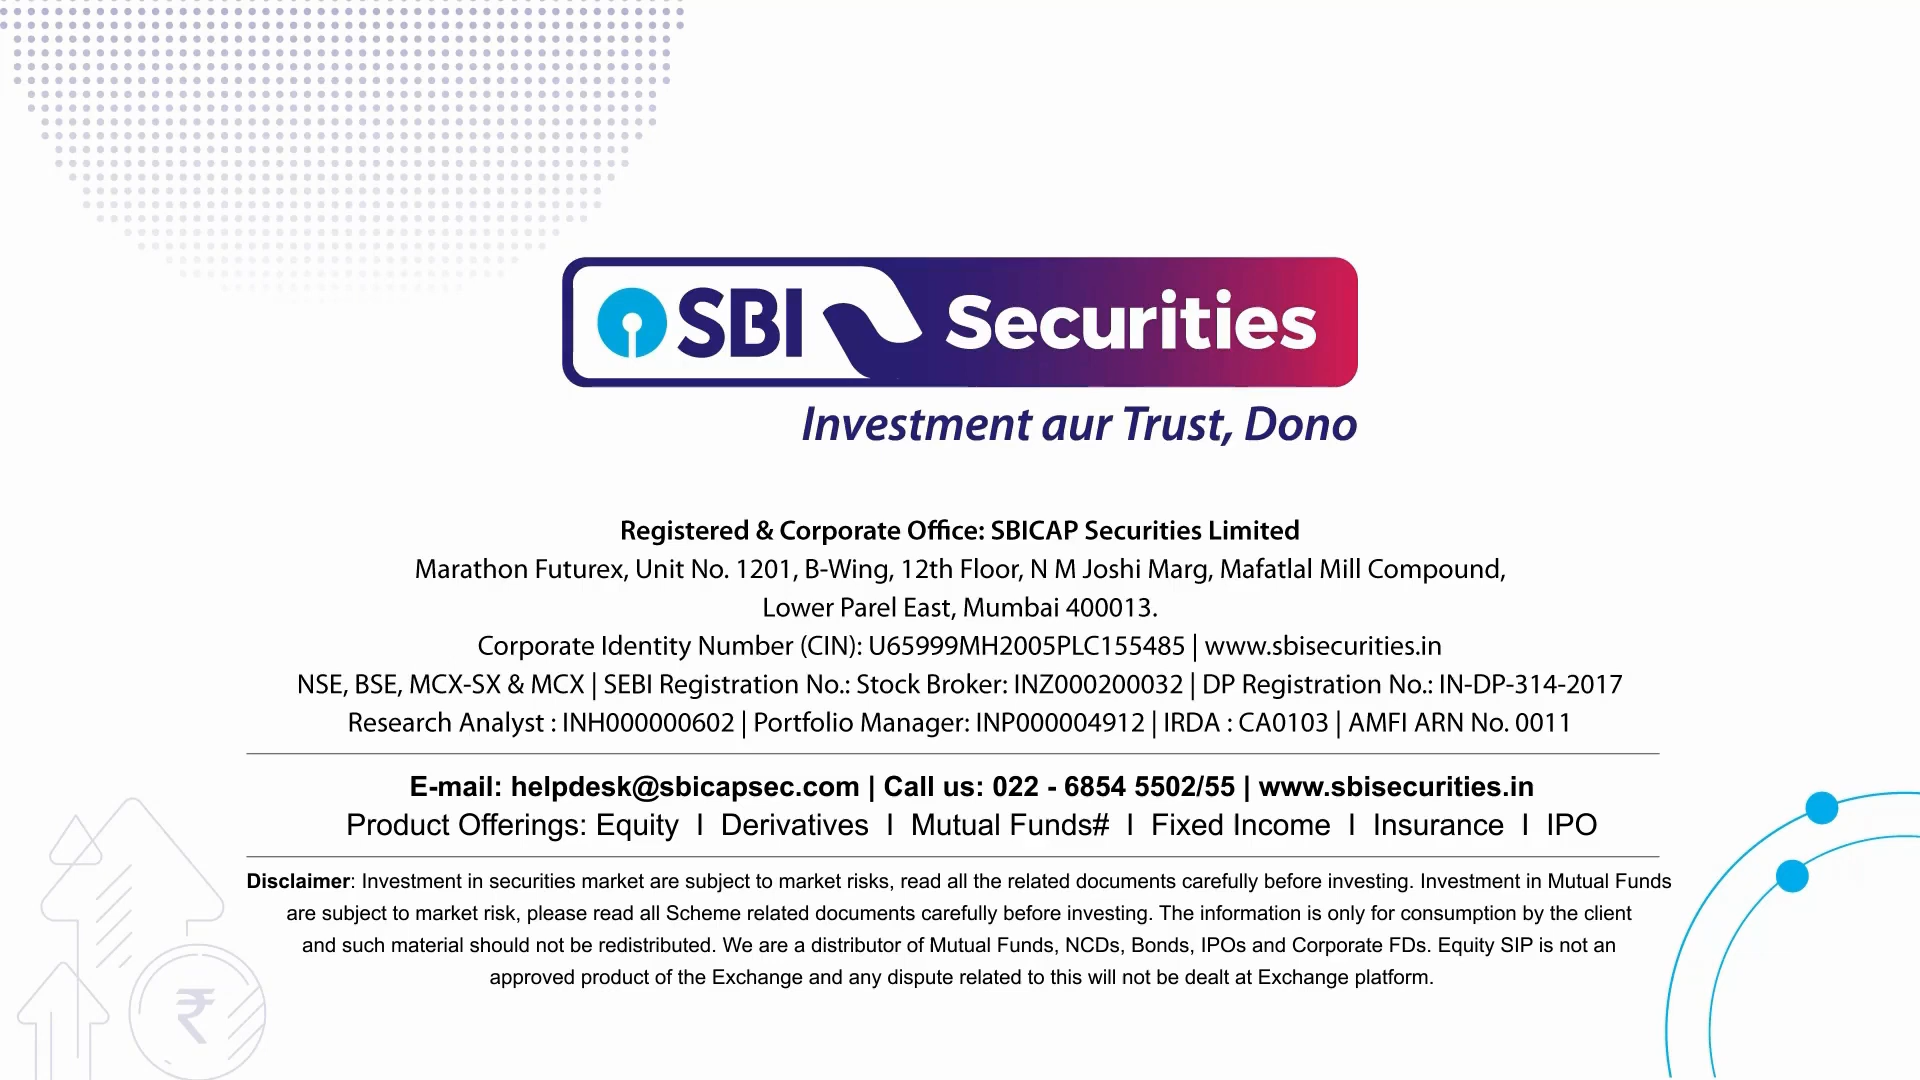 SBI Securities
Investment aur Trust, Dono
Registered & Corporate Office: SBICAP Securities Limited
Marathon Futurex, Unit No. 1201, B-Wing, 12th Floor, N M Joshi Marg, Mafatlal Mill Compound,
Lower Parel East, Mumbai 400013.
Corporate Identity Number (CIN): U65999MH2005PLC155485 | www.sbisecurities.in
NSE, BSE, MCX-SX & MCX | SEBI Registration No.: Stock Broker: INZ000200032 | DP Registration No.: IN-DP-314-2017
Research Analyst : INH000000602 | Portfolio Manager: INP000004912 | IRDA : CA0103 | AMFI ARN No. 0011
E-mail: helpdesk@sbicapsec.com | Call us: 022 - 6854 5502/55 | www.sbisecurities.in
Product Offerings: Equity I Derivatives I Mutual Funds# I Fixed Income I Insurance I IPO
Disclaimer: Investment in securities market are subject to market risks, read all the related documents carefully before investing. Investment in Mutual Funds
are subject to market risk, please read all Scheme related documents carefully before investing. The information is only for consumption by the client
and such material should not be redistributed. We are a distributor of Mutual Funds, NCDs, Bonds, IPOs and Corporate FDs. Equity SIP is not an
approved product of the Exchange and any dispute related to this will not be dealt at Exchange platform.
₹